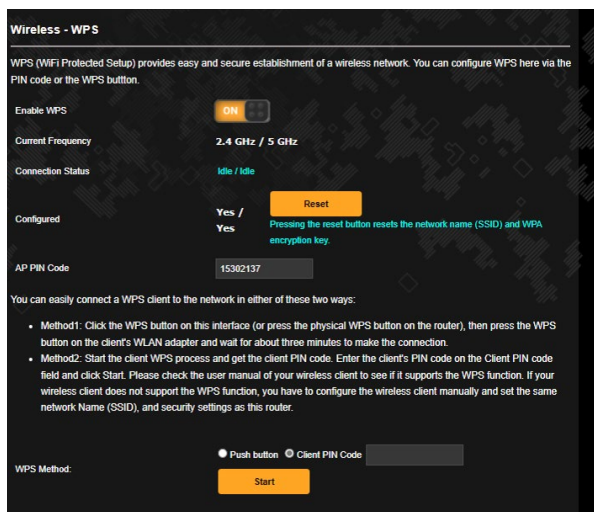 Wireless - WPS
WPS (WiFi Protected Setup) provides easy and secure establishment of a wireless network. You can configure WPS here via the
PIN code or the WPS buttton.
Enable WPS
ON
Current Frequency
2.4 GHz / 5 GHz
Connection Status
Idle / Idle
Configured
Yes /
Yes
Reset
Pressing the reset button resets the network name (SSID) and WPA
encryption key.
AP PIN Code
15302137
You can easily connect a WPS client to the network in either of these two ways:
• Method1: Click the WPS button on this interface (or press the physical WPS button on the router), then press the WPS
button on the client's WLAN adapter and wait for about three minutes to make the connection.
• Method2: Start the client WPS process and get the client PIN code. Enter the client's PIN code on the Client PIN code
field and click Start. Please check the user manual of your wireless client to see if it supports the WPS function. If your
wireless client does not support the WPS function, you have to configure the wireless client manually and set the same
network Name (SSID), and security settings as this router.
WPS Method:
Push button Client PIN Code
Start